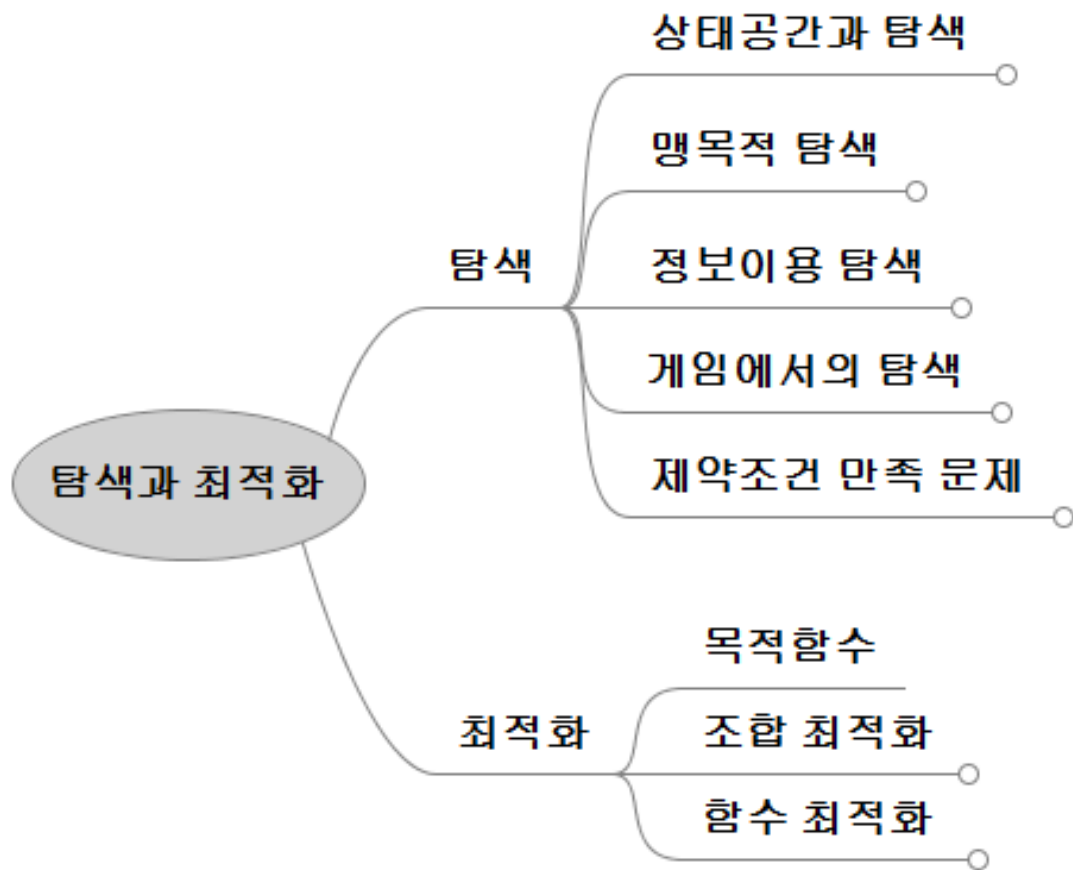 상태공간과 탐색
맹목적 탐색
탐색
정보이용 탐색
게임에서의 탐색
제약조건 만족 문제
탐색과 최적화
목적함수
최적화
조합 최적화
함수 최적화